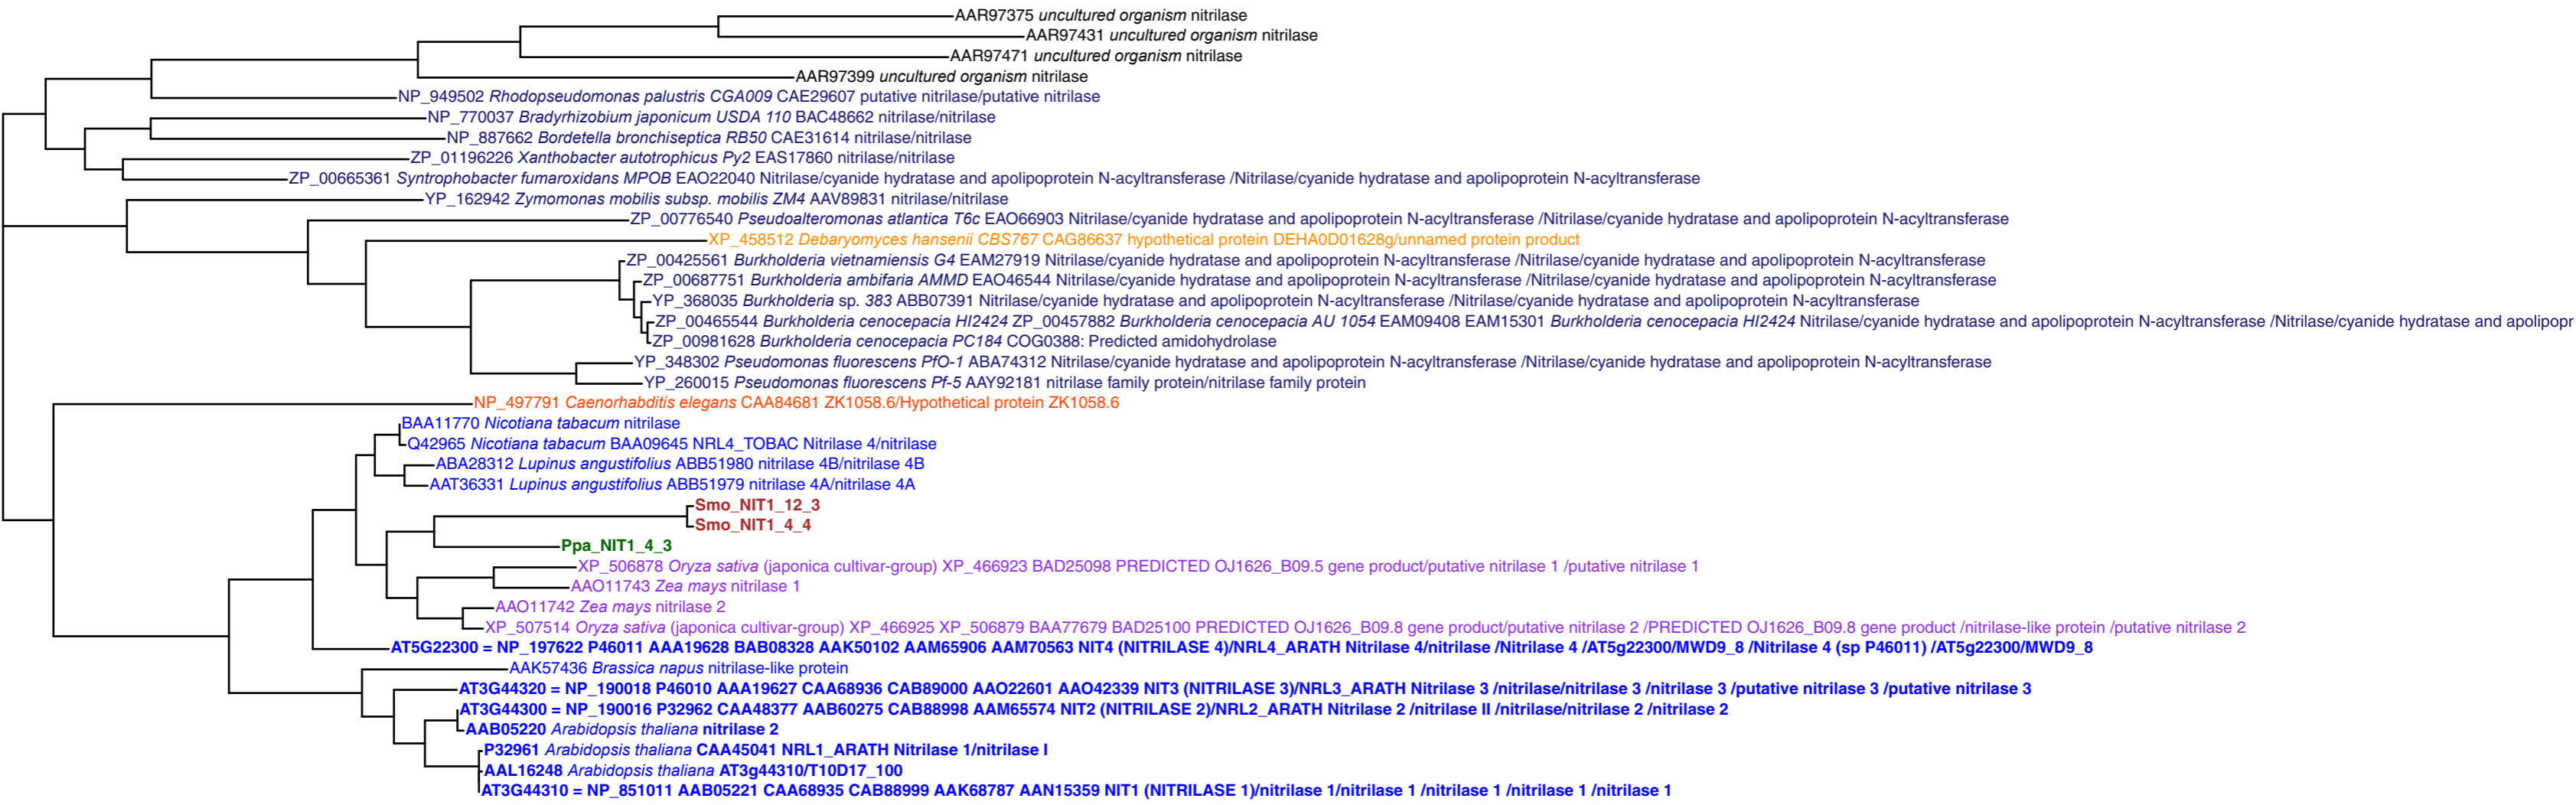 AAR97375 uncultured organism nitrilase
AAR97431 uncultured organism nitrilase
AAR97471 uncultured organism nitrilase
AAR97399 uncultured organism nitrilase
NP_949502 Rhodopseudomonas palustris CGA009 CAE29607 putative nitrilase/putative nitrilase
NP_770037 Bradyrhizobium japonicum USDA 110 BAC48662 nitrilase/nitrilase
NP_887662 Bordetella bronchiseptica RB50 CAE31614 nitrilase/nitrilase
ZP_01196226 Xanthobacter autotrophicus Py2 EAS17860 nitrilase/nitrilase
ZP_00665361 Syntrophobacter fumaroxidans MPOB EAO22040 Nitrilase/cyanide hydratase and apolipoprotein N-acyltransferase /Nitrilase/cyanide hydratase and apolipoprotein N-acyltransferase
YP_162942 Zymomonas mobilis subsp. mobilis ZM4 AAV89831 nitrilase/nitrilase
ZP_00776540 Pseudoalteromonas atlantica T6c EAO66903 Nitrilase/cyanide hydratase and apolipoprotein N-acyltransferase /Nitrilase/cyanide hydratase and apolipoprotein N-acyltransferase
XP_458512 Debaryomyces hansenii CBS767 CAG86637 hypothetical protein DEHA0D01628g/unnamed protein product
ZP_00425561 Burkholderia vietnamiensis G4 EAM27919 Nitrilase/cyanide hydratase and apolipoprotein N-acyltransferase /Nitrilase/cyanide hydratase and apolipoprotein N-acyltransferase
ZP_00687751 Burkholderia ambifaria AMMD EAO46544 Nitrilase/cyanide hydratase and apolipoprotein N-acyltransferase /Nitrilase/cyanide hydratase and apolipoprotein N-acyltransferase
YP_368035 Burkholderia sp. 383 ABB07391 Nitrilase/cyanide hydratase and apolipoprotein N-acyltransferase /Nitrilase/cyanide hydratase and apolipoprotein N-acyltransferase
ZP_00465544 Burkholderia cenocepacia HI2424 ZP_00457882 Burkholderia cenocepacia AU 1054 EAM09408 EAM15301 Burkholderia cenocepacia HI2424 Nitrilase/cyanide hydratase and apolipoprotein N-acyltransferase /Nitrilase/cyanide hydratase and apolipopr
ZP_00981628 Burkholderia cenocepacia PC184 COG0388: Predicted amidohydrolase
YP_348302 Pseudomonas fluorescens PfO-1 ABA74312 Nitrilase/cyanide hydratase and apolipoprotein N-acyltransferase /Nitrilase/cyanide hydratase and apolipoprotein N-acyltransferase
YP_260015 Pseudomonas fluorescens Pf-5 AAY92181 nitrilase family protein/nitrilase family protein
NP_497791 Caenorhabditis elegans CAA84681 ZK1058.6/Hypothetical protein ZK1058.6
BAA11770 Nicotiana tabacum nitrilase
Q42965 Nicotiana tabacum BAA09645 NRL4_TOBAC Nitrilase 4/nitrilase
ABA28312 Lupinus angustifolius ABB51980 nitrilase 4B/nitrilase 4B
AAT36331 Lupinus angustifolius ABB51979 nitrilase 4A/nitrilase 4A
Smo_NIT1_12_3
Smo_NIT1_4_4
Ppa_NIT1_4_3
XP_506878 Oryza sativa (japonica cultivar-group) XP_466923 BAD25098 PREDICTED OJ1626_B09.5 gene product/putative nitrilase 1 /putative nitrilase 1
AAO11743 Zea mays nitrilase 1
AAO11742 Zea mays nitrilase 2
XP_507514 Oryza sativa (japonica cultivar-group) XP_466925 XP_506879 BAA77679 BAD25100 PREDICTED OJ1626_B09.8 gene product/putative nitrilase 2 /PREDICTED OJ1626_B09.8 gene product /nitrilase-like protein /putative nitrilase 2
AT5G22300 = NP_197622 P46011 AAA19628 BAB08328 AAK50102 AAM65906 AAM70563 NIT4 (NITRILASE 4)/NRL4_ARATH Nitrilase 4/nitrilase /Nitrilase 4 /AT5g22300/MWD9_8 /Nitrilase 4 (sp P46011) /AT5g22300/MWD9_8
AAK57436 Brassica napus nitrilase-like protein
AT3G44320 = NP_190018 P46010 AAA19627 CAA68936 CAB89000 AAO22601 AAO42339 NIT3 (NITRILASE 3)/NRL3_ARATH Nitrilase 3 /nitrilase/nitrilase 3 /nitrilase 3 /putative nitrilase 3 /putative nitrilase 3
AT3G44300 = NP_190016 P32962 CAA48377 AAB60275 CAB88998 AAM65574 NIT2 (NITRILASE 2)/NRL2_ARATH Nitrilase 2 /nitrilase II /nitrilase/nitrilase 2 /nitrilase 2
AAB05220 Arabidopsis thaliana nitrilase 2
P32961 Arabidopsis thaliana CAA45041 NRL1_ARATH Nitrilase 1/nitrilase I
AAL16248 Arabidopsis thaliana AT3g44310/T10D17_100
AT3G44310 = NP_851011 AAB05221 CAA68935 CAB88999 AAK68787 AAN15359 NIT1 (NITRILASE 1)/nitrilase 1/nitrilase 1 /nitrilase 1 /nitrilase 1 /nitrilase 1